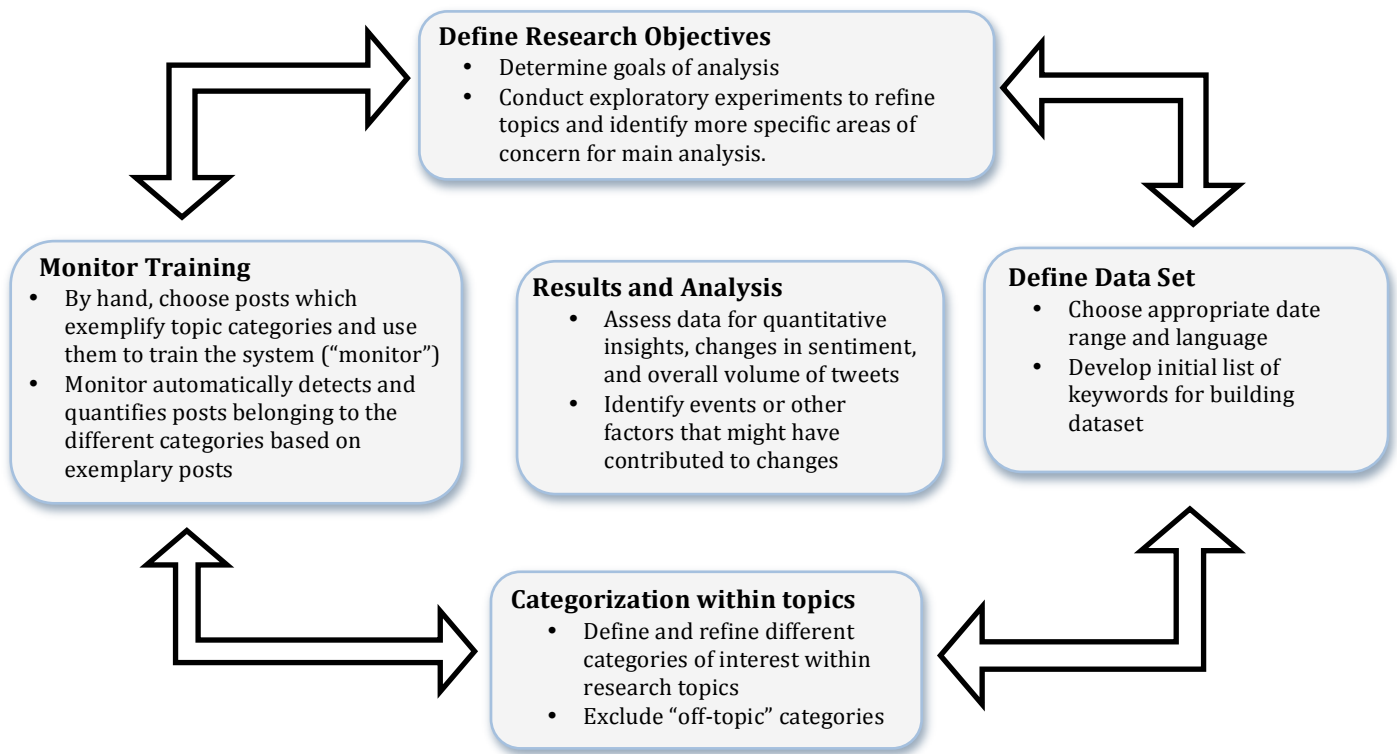 Define Research Objectives
• Determine goals of analysis
• Conduct exploratory experiments to refine
topics and identify more specific areas of
concern for main analysis.
Monitor Training
• By hand, choose posts which
exemplify topic categories and use
them to train the system (“monitor”)
• Monitor automatically detects and
quantifies posts belonging to the
different categories based on
exemplary posts
Results and Analysis
• Assess data for quantitative
insights, changes in sentiment,
and overall volume of tweets
• Identify events or other
factors that might have
contributed to changes
Define Data Set
• Choose appropriate date
range and language
• Develop initial list of
keywords for building
dataset
Categorization within topics
• Define and refine different
categories of interest within
research topics
• Exclude “off-topic” categories